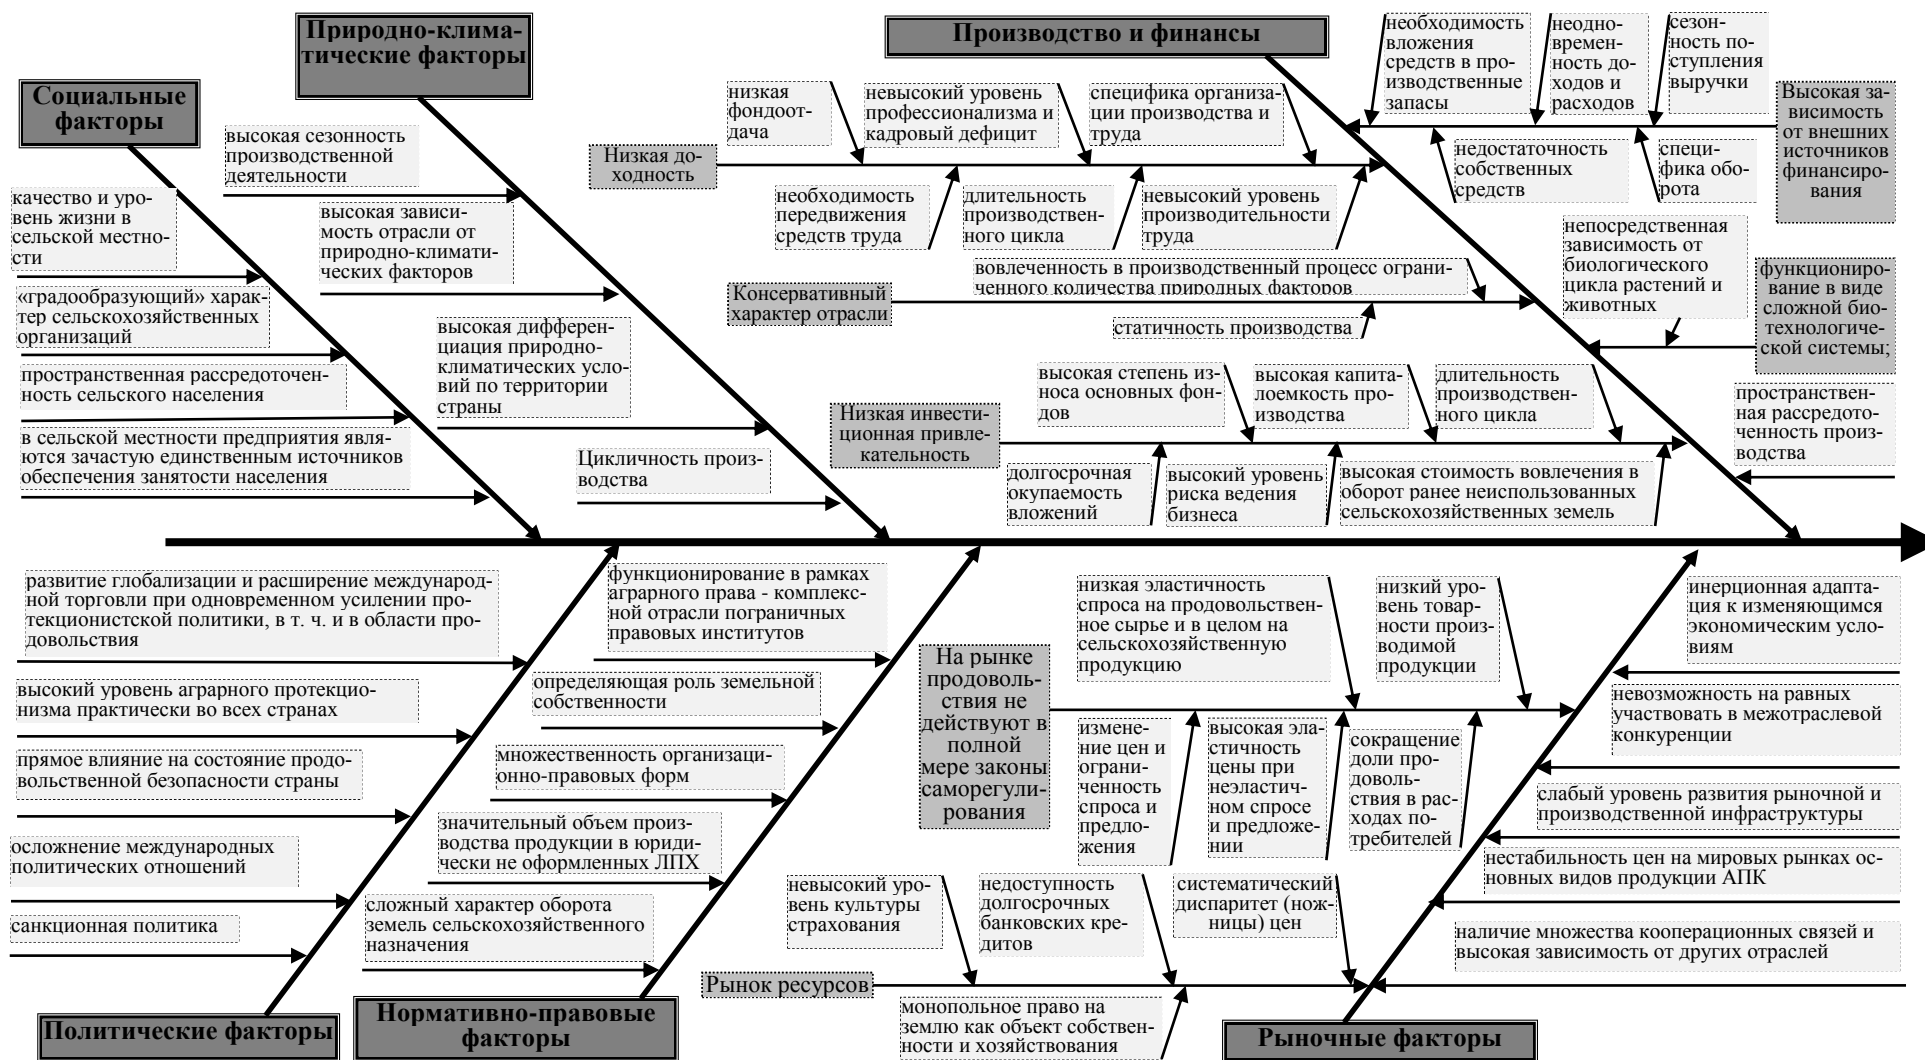 Социальные
факторы
качество и уро-
вень жизни в
сельской местно-
сти
«градообразующий» харак-
тер сельскохозяйственных
организаций
пространственная рассредоточен-
ность сельского населения
в сельской местности предприятия явля-
ются зачастую единственным источников
обеспечения занятости населения
Природно-клима-
тические факторы
высокая сезонность
производственной
деятельности
высокая зависи-
мость отрасли от
природно-климати-
ческих факторов
высокая дифферен-
циация природно-
климатических усло-
вий по территории
страны
Цикличность произ-
водства
Производство и финансы
Низкая до-
ходность
низкая
фондоот-
дача
невысокий уровень
профессионализма и
кадровый дефицит
специфика организа-
ции производства и
труда
необходимость
передвижения
средств труда
длительность
производствен-
ного цикла
невысокий уровень
производительности
труда
Консервативный
характер отрасли
вовлеченность в производственный процесс ограни-
ченного количества природных факторов
статичность производства
Низкая инвести-
ционная привле-
кательность
высокая степень из-
носа основных фон-
дов
высокая капита-
лоемкость про-
изводства
длительность
производствен-
ного цикла
долгосрочная
окупаемость
вложений
высокий уровень
риска ведения
бизнеса
высокая стоимость вовлечения в
оборот ранее неиспользованных
сельскохозяйственных земель
необходимость
вложения
средств в про-
изводственные
запасы
неодно-
времен-
ность до-
ходов и
расходов
сезон-
ность по-
ступления
выручки
Высокая за-
висимость
от внешних
источников
финансиро-
вания
недостаточность
собственных
средств
специ-
фика обо-
рота
непосредственная
зависимость от
биологического
цикла растений и
животных
функциониро-
вание в виде
сложной био-
технологиче-
ской системы;
пространствен-
ная рассредото-
ченность произ-
водства
развитие глобализации и расширение международ-
ной торговли при одновременном усилении про-
текционистской политики, в т. ч. и в области про-
довольствия
высокий уровень аграрного протекцио-
низма практически во всех странах
прямое влияние на состояние продо-
вольственной безопасности страны
осложнение международных
политических отношений
санкционная политика
Политические факторы
функционирование в рамках
аграрного права - комплекс-
ной отрасли пограничных
правовых институтов
определяющая роль земельной
собственности
множественность организаци-
онно-правовых форм
значительный объем произ-
водства продукции в юриди-
чески не оформленных ЛПХ
сложный характер оборота
земель сельскохозяйственного
назначения
Нормативно-правовые
факторы
На рынке
продоволь-
ствия не
действуют в
полной
мере законы
саморегули-
рования
низкая эластичность
спроса на продовольствен-
ное сырье и в целом на
сельскохозяйственную
продукцию
низкий уро-
вень товар-
ности произ-
водимой
продукции
измене-
ние цен и
ограни-
ченность
спроса и
предло-
жения
высокая эла-
стичность
цены при
неэластич-
ном спросе
и предложе-
нии
сокращение
доли продо-
воль-
ствия в рас-
ходах по-
требителей
Рынок ресурсов
невысокий уро-
вень культуры
страхования
недоступность
долгосрочных
банковских кре-
дитов
систематический
диспаритет (нож-
ницы) цен
монопольное право на
землю как объект собствен-
ности и хозяйствования
инерционная адапта-
ция к изменяющимся
экономическим усло-
виям
невозможность на равных
участвовать в межотраслевой
конкуренции
слабый уровень развития рыночной и
производственной инфраструктуры
нестабильность цен на мировых рынках ос-
новных видов продукции АПК
наличие множества кооперационных связей и
высокая зависимость от других отраслей
Рыночные факторы